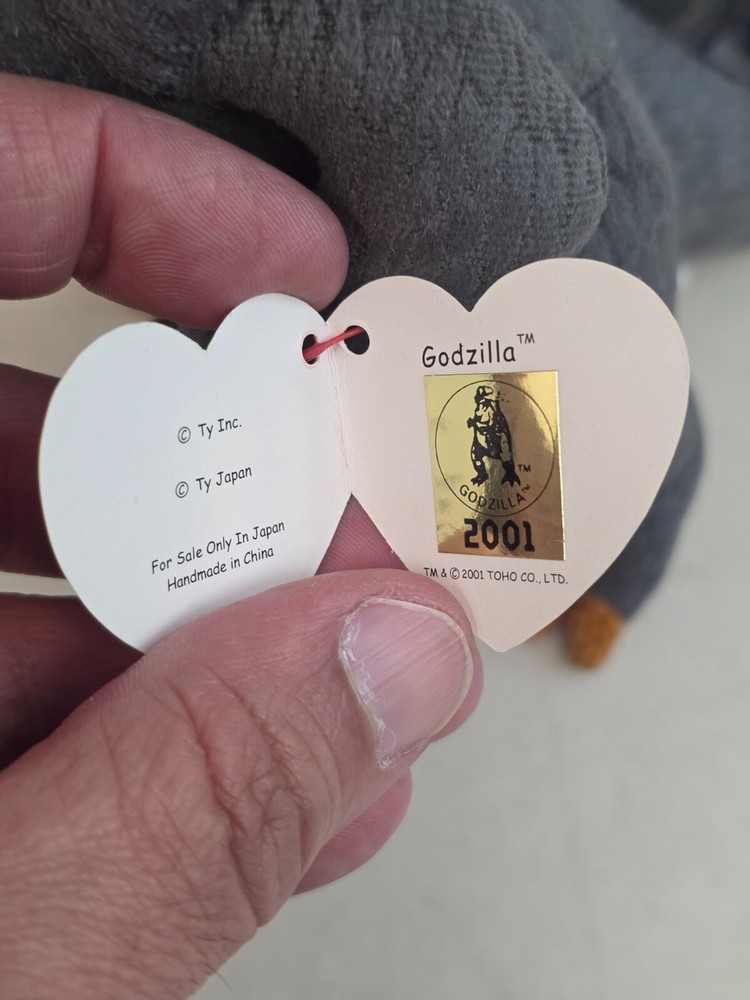 © Ty Inc.
© Ty Japan
For Sale Only In Japan
Handmade in China
Godzilla™
TM
GODZILLA™
2001
TM & © 2001 TOHO CO., LTD.